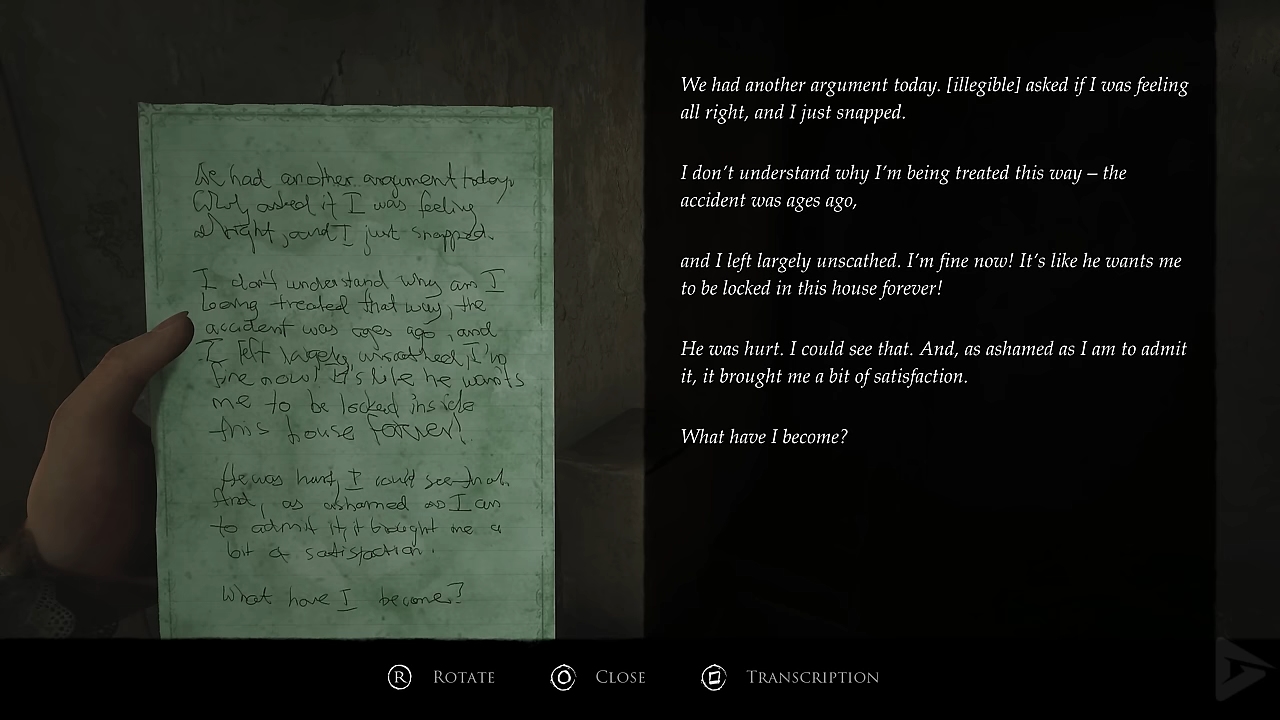 We had another argument today.
asked if I was feeling
all right, and I just snapped.
I don't understand why am I
being treated that way, the
accident was ages ago, and
I left largely unscathed, I'm
fine now! It's like he wants
me to be locked inside
this house forever!
He was hurt, I could see that.
And, as ashamed as I am
to admit it, it brought me a
bit of satisfaction.
What have I become?
We had another argument today. [illegible] asked if I was feeling
all right, and I just snapped.
I don't understand why I'm being treated this way – the
accident was ages ago,
and I left largely unscathed. I'm fine now! It's like he wants me
to be locked in this house forever!
He was hurt. I could see that. And, as ashamed as I am to admit
it, it brought me a bit of satisfaction.
What have I become?
R ROTATE
CLOSE
TRANSCRIPTION